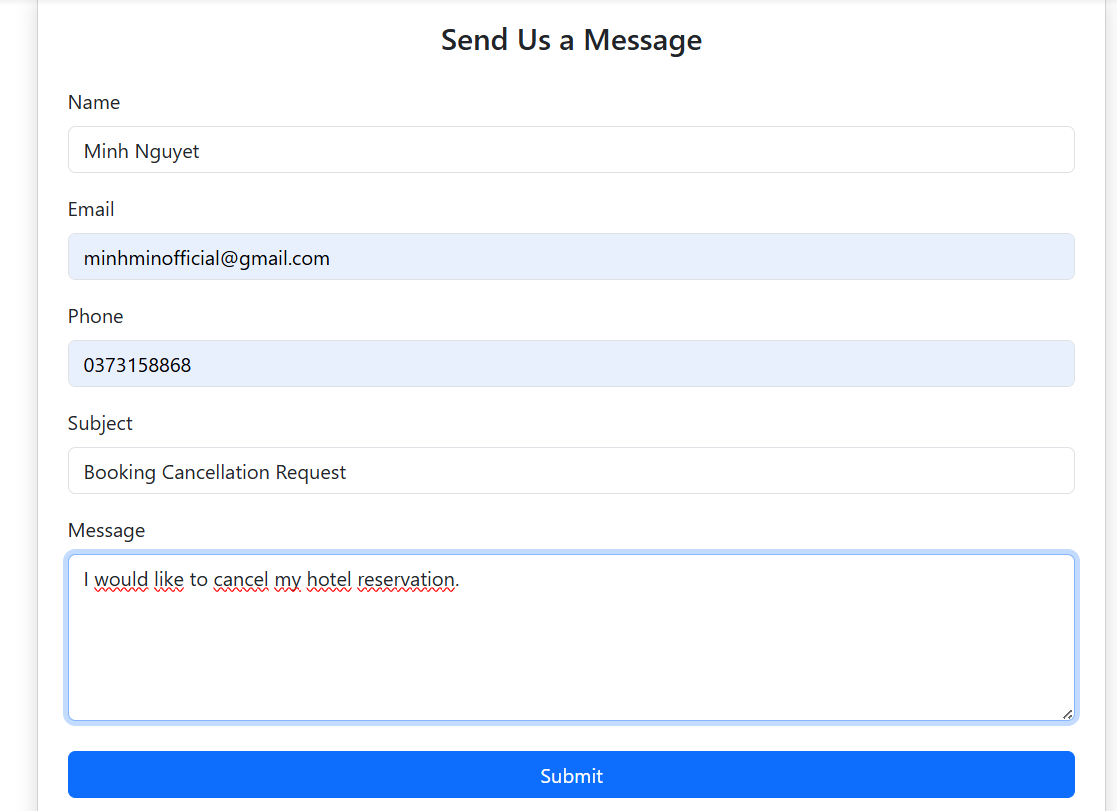 Send Us a Message
Name
Minh Nguyet
Email
minhminofficial@gmail.com
Phone
0373158868
Subject
Booking Cancellation Request
Message
I would like to cancel my hotel reservation.
Submit